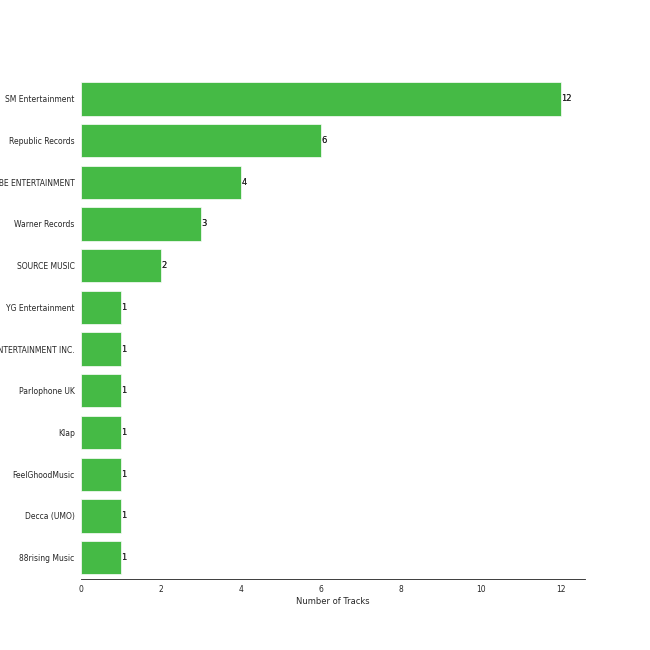 SM Entertainment 12
Republic Records 6
BE ENTERTAINMENT 4
Warner Records 3
SOURCE MUSIC 2
YG Entertainment 1
NTERTAINMENT INC. 1
Parlophone UK 1
Klap 1
FeelGhoodMusic 1
Decca (UMO) 1
88rising Music 1
0 2 4 6 8 10 12
Number of Tracks